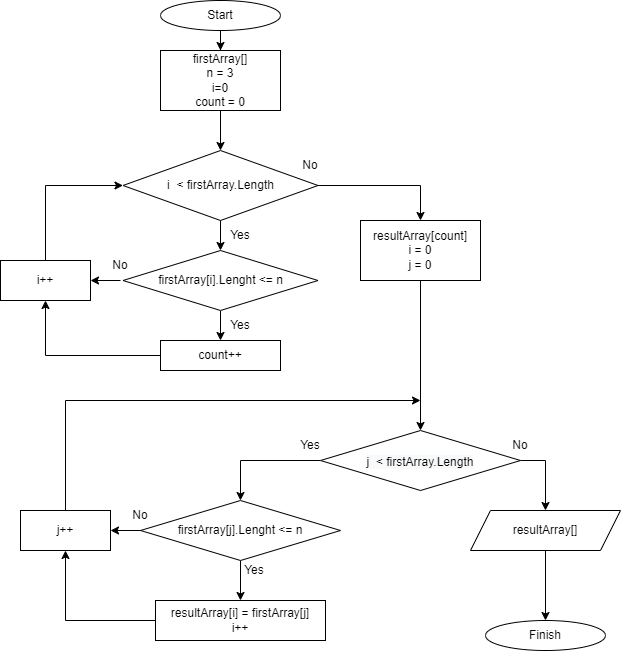 Start
firstArray[]
n = 3
i=0
count = 0
i < firstArray.Length
No
Yes
firstArray[i].Lenght <= n
No
i++
Yes
count++
resultArray[count]
i = 0
j = 0
j < firstArray.Length
Yes
No
firstArray[j].Lenght <= n
No
j++
Yes
resultArray[i] = firstArray[j]
i++
resultArray[]
Finish